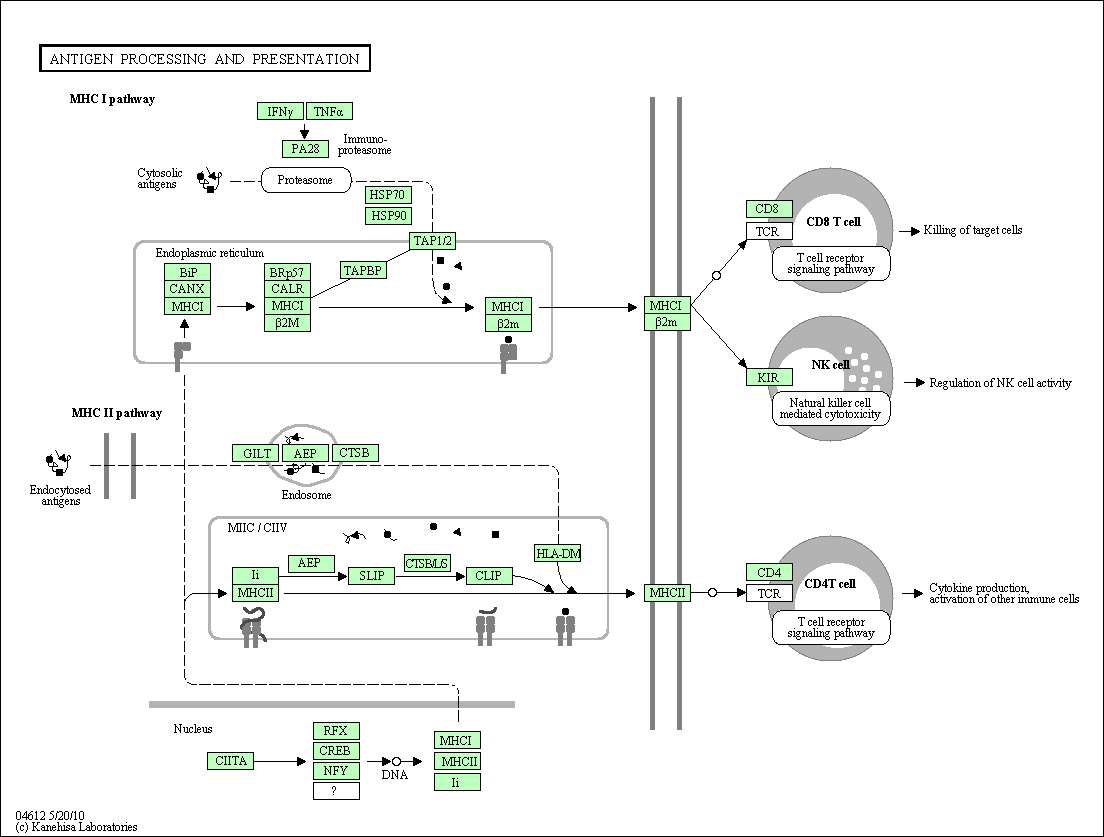 ANTIGEN PROCESSING AND PRESENTATION
MHC I pathway
IFNγ
TNFα
PA28
Immuno-
proteasome
Cytosolic
antigens
Proteasome
HSP70
HSP90
TAP1/2
Endoplasmic reticulum
BiP
CANX
MHCI
BRp57
CALR
MHCI
β2M
TAPBP
MHCI
β2m
MHCI
β2m
CD8
TCR
CD8 T cell
T cell receptor
signaling pathway
Killing of target cells
KIR
NK cell
Natural killer cell
mediated cytotoxicity
Regulation of NK cell activity
MHC II pathway
Endocytosed
antigens
GILT
AEP
CTSB
Endosome
MIIC / CIIV
Ii
MHCII
AEP
SLIP
CTSB/L/S
CLIP
HLA-DM
MHCII
CD4
TCR
CD4T cell
T cell receptor
signaling pathway
Cytokine production,
activation of other immune cells
Nucleus
CIITA
RFX
CREB
NFY
?
DNA
MHCI
MHCII
Ii
04612 5/20/10
(c) Kanehisa Laboratories